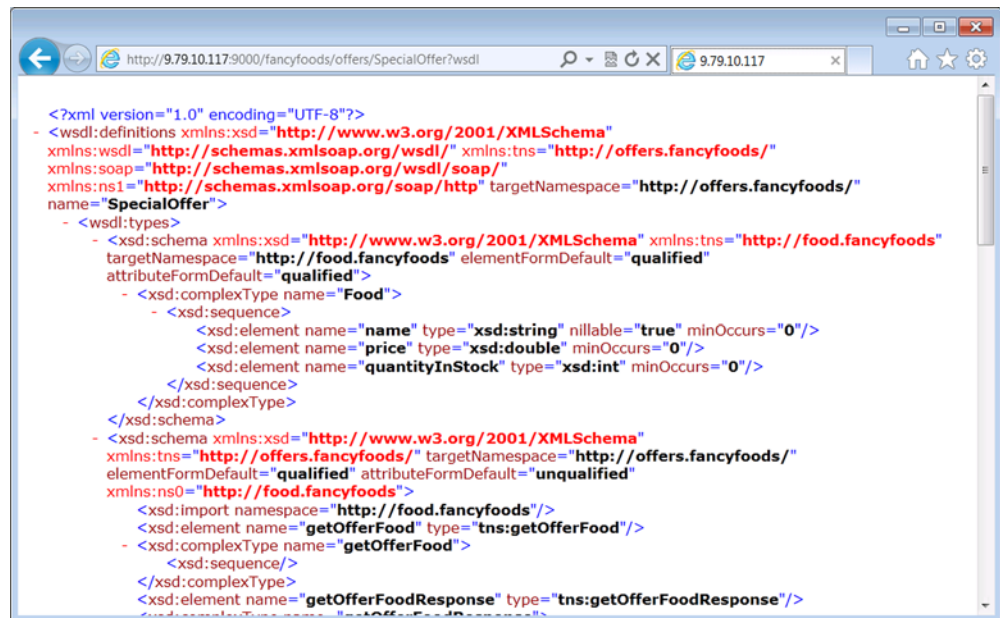 http://9.79.10.117:9000/fancyfoods/offers/SpecialOffer?wsdl
9.79.10.117
<?xml version="1.0" encoding="UTF-8"?>
- <wsdl:definitions xmlns:xsd="http://www.w3.org/2001/XMLSchema"
xmlns:wsdl="http://schemas.xmlsoap.org/wsdl/" xmlns:tns="http://offers.fancyfoods/"
xmlns:soap="http://schemas.xmlsoap.org/wsdl/soap/"
xmlns:ns1="http://schemas.xmlsoap.org/soap/http" targetNamespace="http://offers.fancyfoods/"
name="SpecialOffer">
- <wsdl:types>
- <xsd:schema xmlns:xsd="http://www.w3.org/2001/XMLSchema" xmlns:tns="http://food.fancyfoods"
targetNamespace="http://food.fancyfoods" elementFormDefault="qualified"
attributeFormDefault="qualified">
- <xsd:complexType name="Food">
- <xsd:sequence>
<xsd:element name="name" type="xsd:string" nillable="true" minOccurs="0"/>
<xsd:element name="price" type="xsd:double" minOccurs="0"/>
<xsd:element name="quantityInStock" type="xsd:int" minOccurs="0"/>
</xsd:sequence>
</xsd:complexType>
</xsd:schema>
- <xsd:schema xmlns:xsd="http://www.w3.org/2001/XMLSchema"
xmlns:tns="http://offers.fancyfoods/" targetNamespace="http://offers.fancyfoods/"
elementFormDefault="qualified" attributeFormDefault="unqualified"
xmlns:ns0="http://food.fancyfoods">
<xsd:import namespace="http://food.fancyfoods"/>
<xsd:element name="getOfferFood" type="tns:getOfferFood"/>
- <xsd:complexType name="getOfferFood">
<xsd:sequence/>
</xsd:complexType>
<xsd:element name="getOfferFoodResponse" type="tns:getOfferFoodResponse"/>